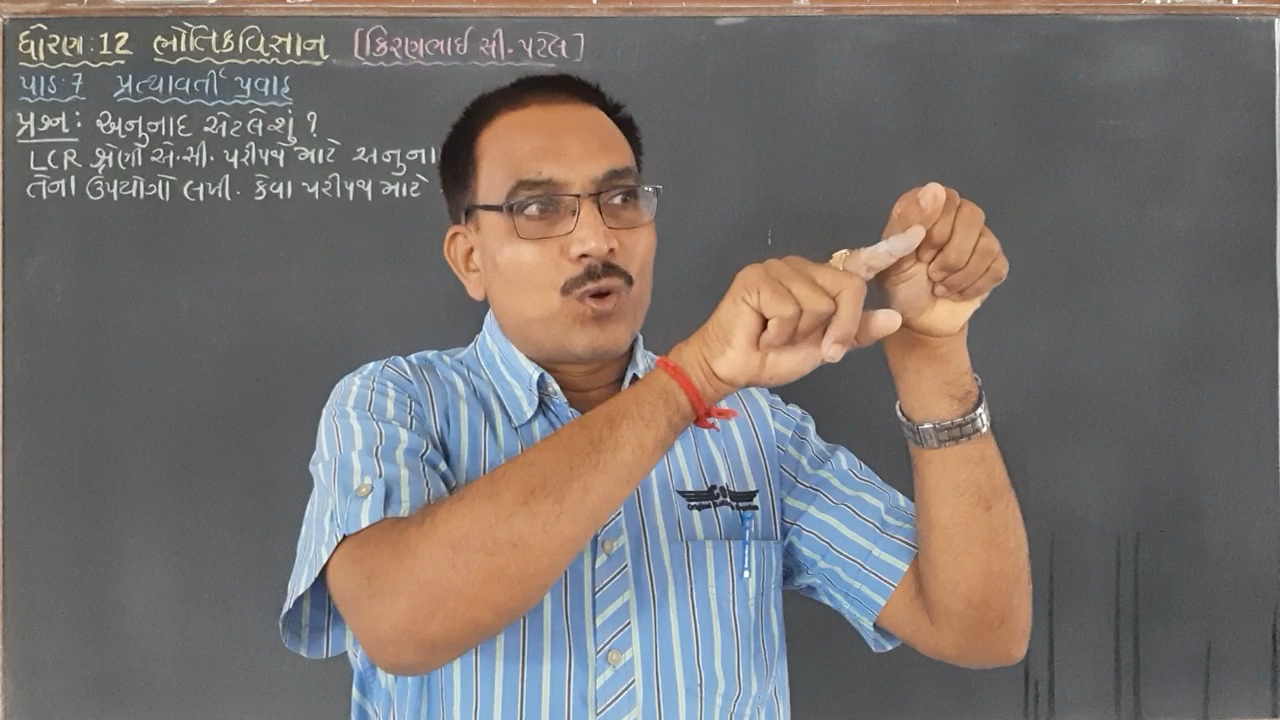 ધોરણ:12 ભૌતિકવિજ્ઞાન [કિરણભાઈ સી. પટેલ]
પાઠ:7 પ્રત્યાવર્તી પ્રવાહ
પ્રશ્ન: અનુનાદ એટલેશું ?
LCR શ્રેણી એ.સી. પરીપથ માટે અનુના
તેના ઉપયોગો લખી. કેવા પરીપથ માટે